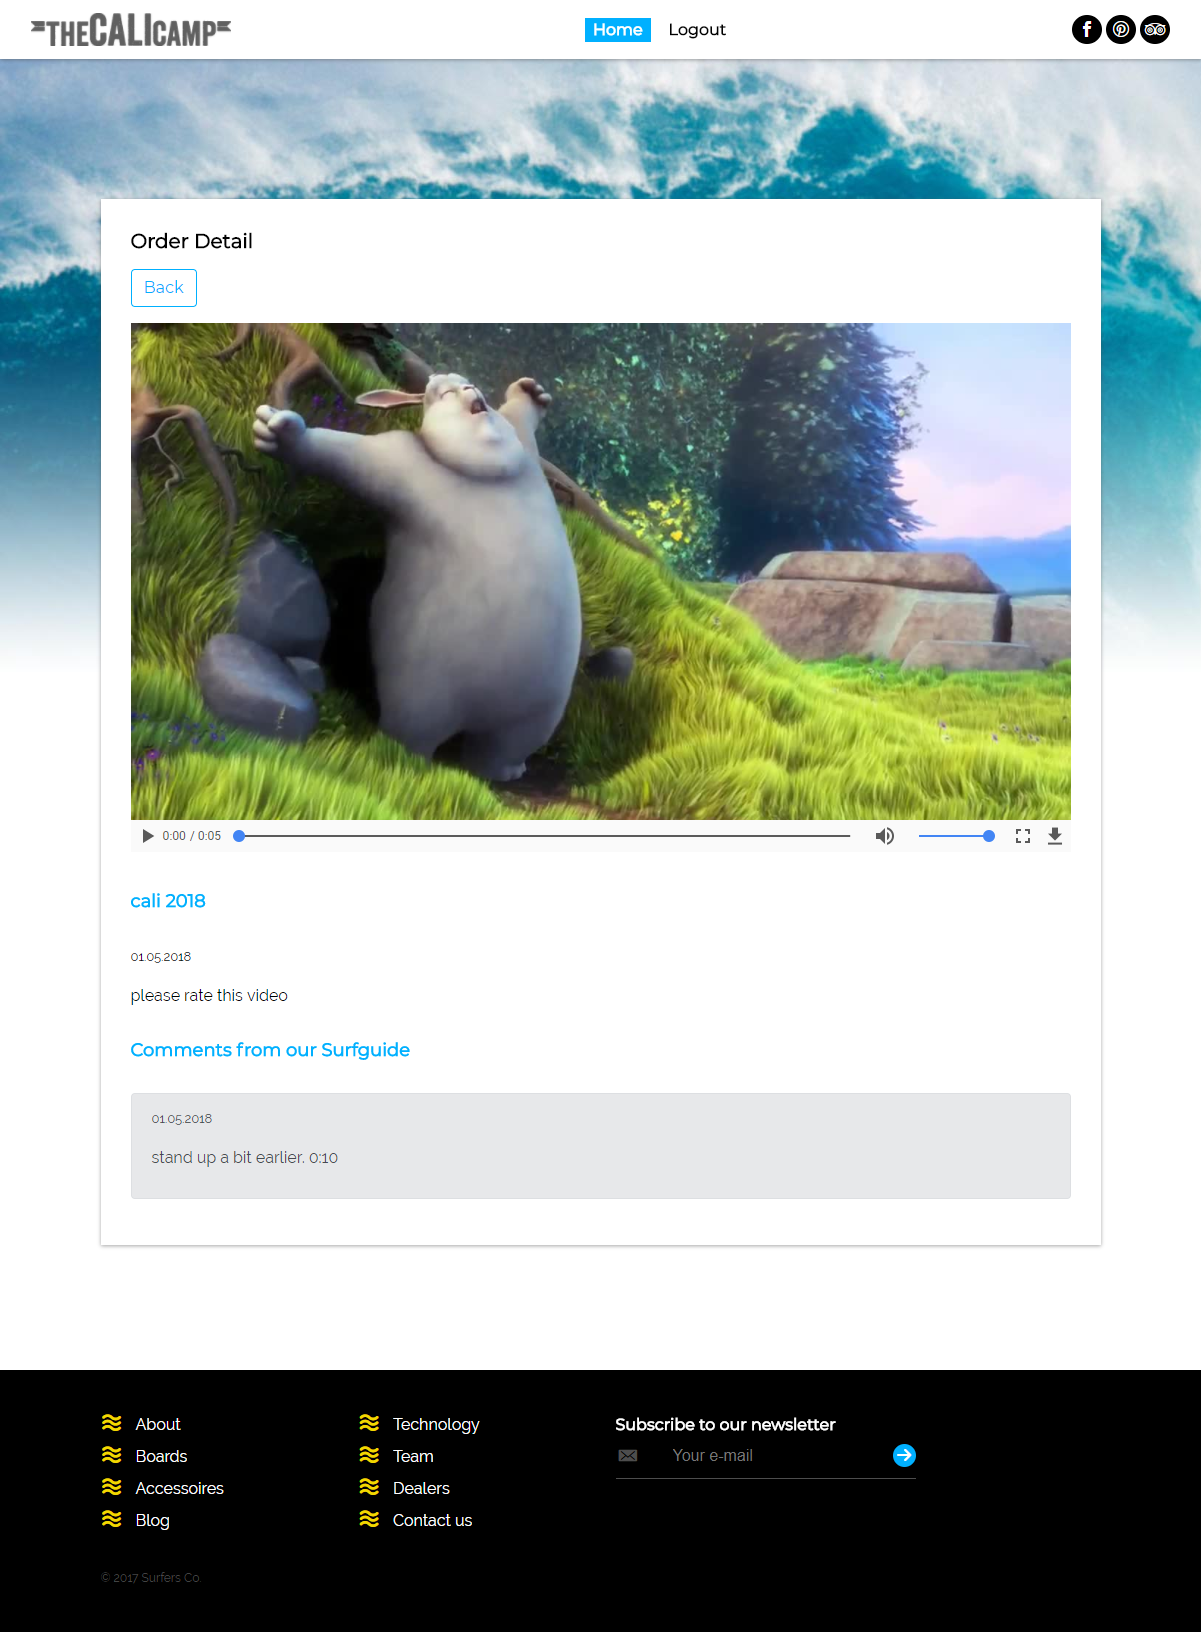 THECALICAMP
Home Logout
Order Detail
Back
0:00 / 0:05
cali 2018
01.05.2018
please rate this video
Comments from our Surfguide
01.05.2018
stand up a bit earlier. 0:10
About
Boards
Accessoires
Blog
Technology
Team
Dealers
Contact us
Subscribe to our newsletter
Your e-mail
© 2017 Surfers Co.